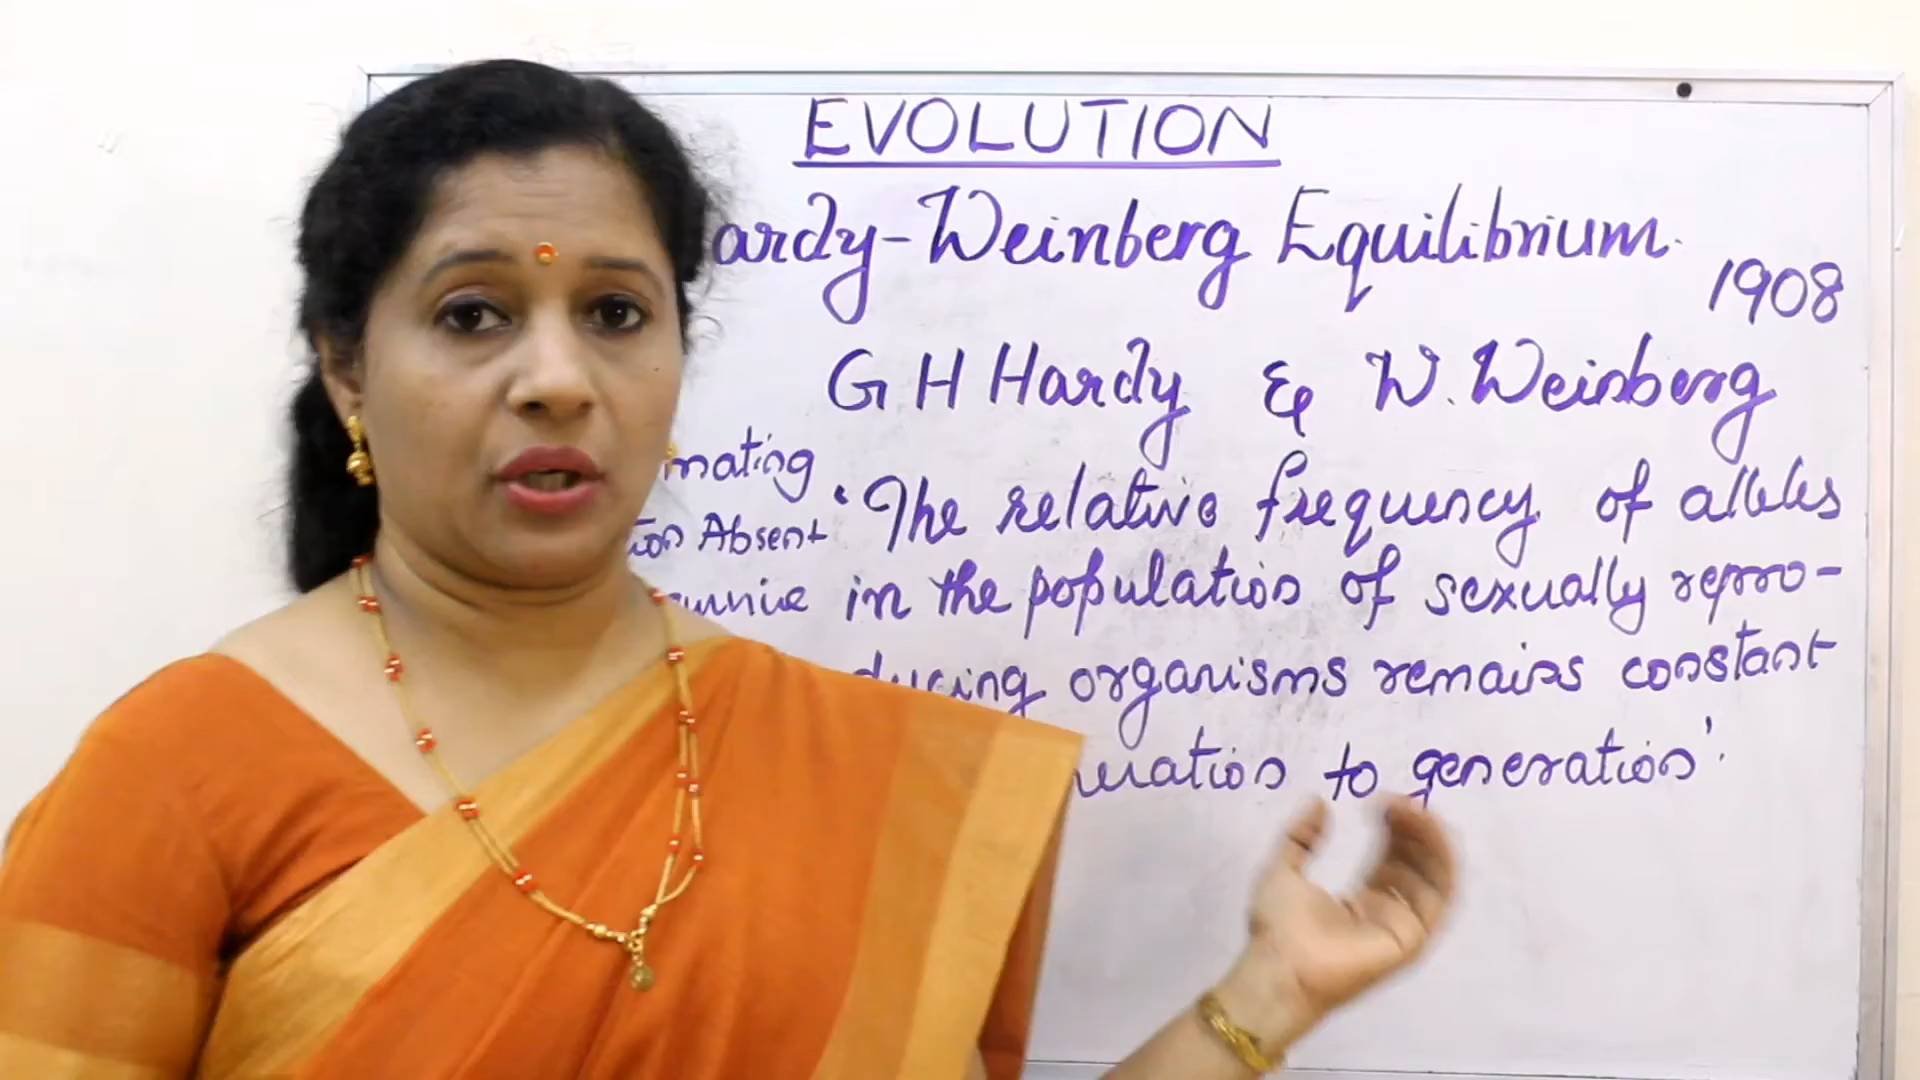 EVOLUTION
ardy-Weinberg Equilibrium.
1908
G H Hardy & W. Weinberg
mating
Absent
'The relative frequency of alleles
in the population of sexually repro-
ducing organisms remains constant
to generation'.